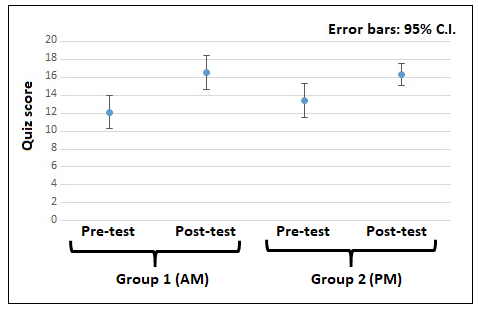 Error bars: 95% C.I.
Quiz score
20
18
16
14
12
10
8
6
4
2
0
Pre-test Post-test Pre-test Post-test
Group 1 (AM) Group 2 (PM)